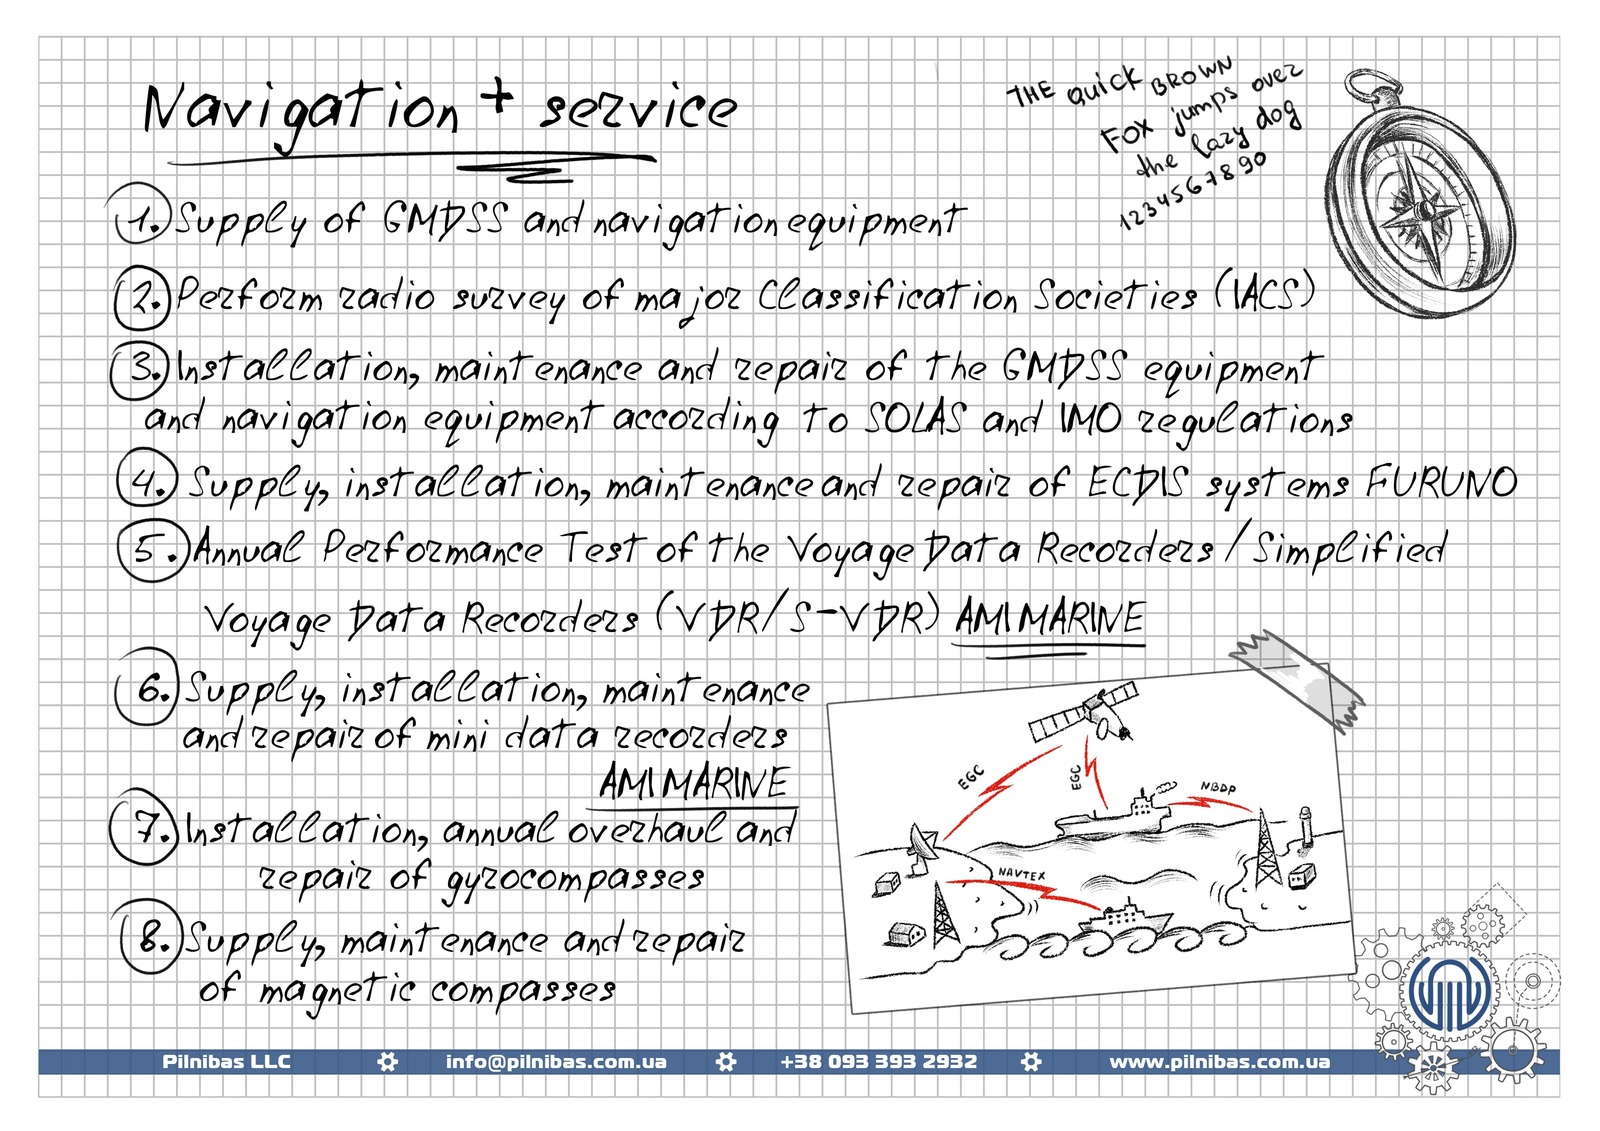 Navigation + service
THE quick BROWN
FOX jumps over
the lazy dog
1234567890
1. Supply of GMDSS and navigation equipment
2. Perform radio survey of major Classification Societies (IACS)
3. Installation, maintenance and repair of the GMDSS equipment
and navigation equipment according to SOLAS and IMO regulations
4. Supply, installation, maintenance and repair of ECDIS systems FURUNO
5. Annual Performance Test of the Voyage Data Recorders / Simplified
Voyage Data Recorders (VDR/S-VDR) AMI MARINE
6. Supply, installation, maintenance
and repair of mini data recorders
AMI MARINE
7. Installation, annual overhaul and
repair of gyrocompasses
8. Supply, maintenance and repair
of magnetic compasses
EGC
EGC
NBDP
NAVTEX
Pilnibas LLC info@pilnibas.com.ua +38 093 393 2932 www.pilnibas.com.ua